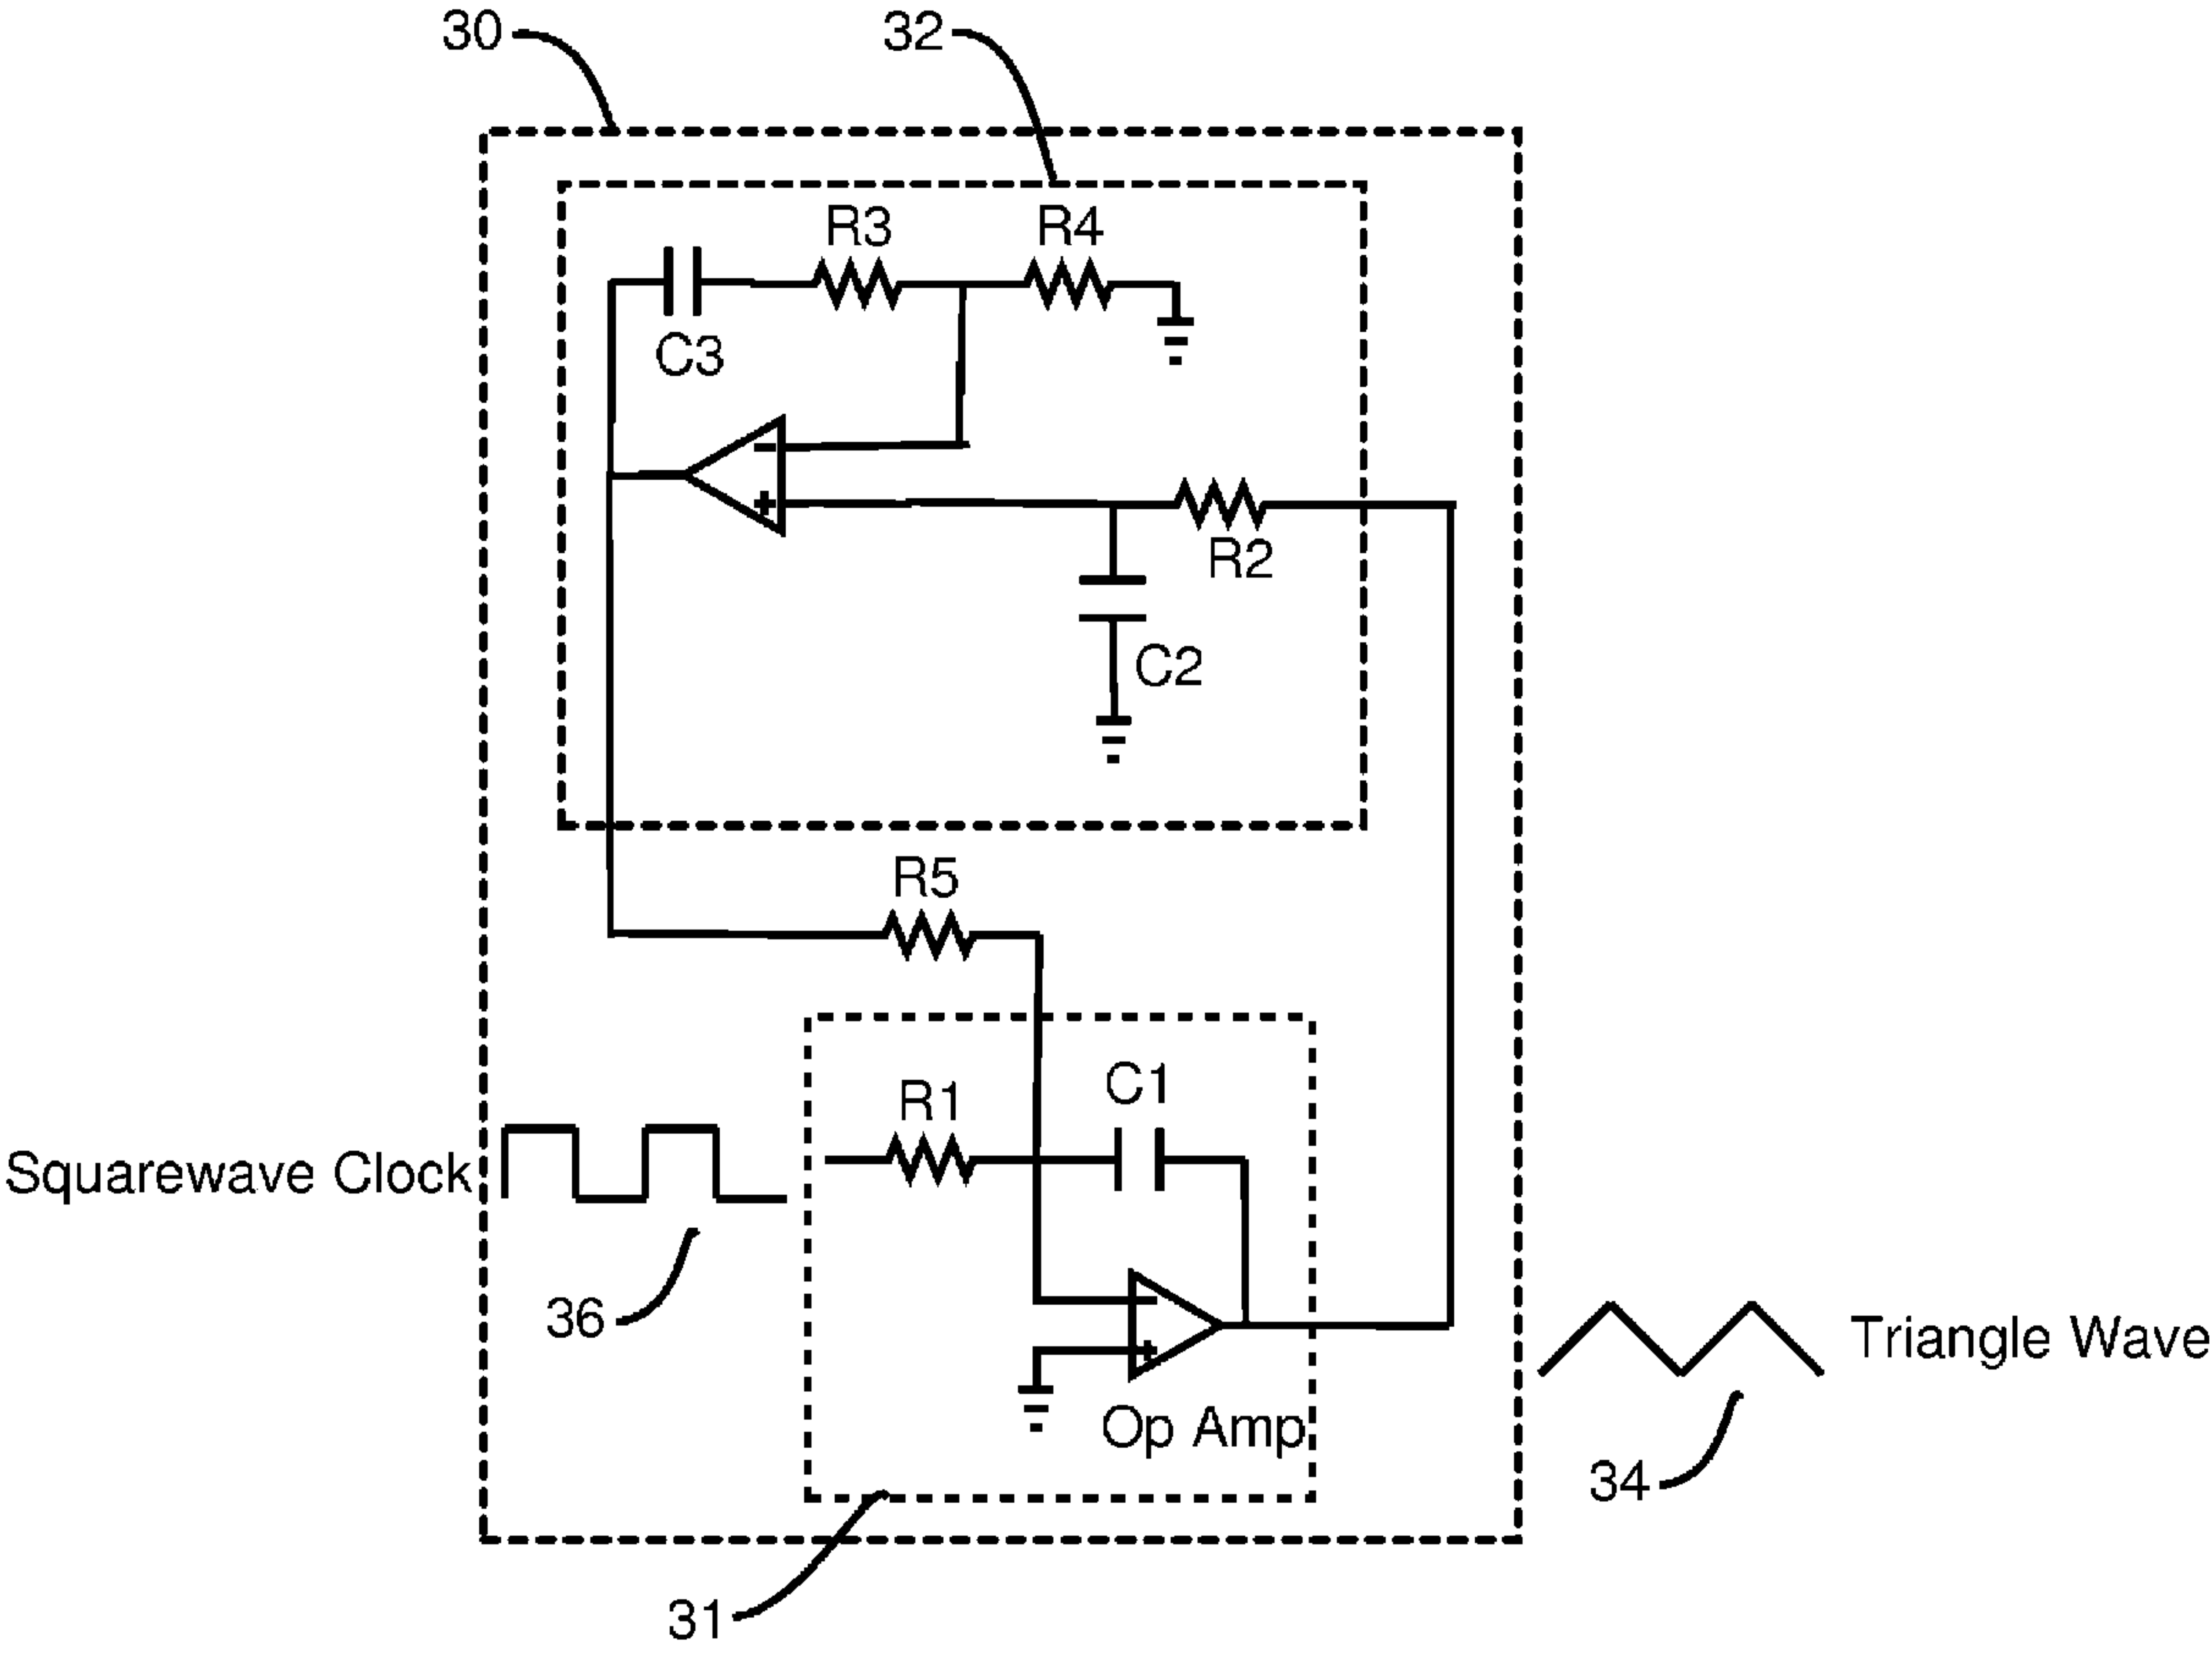 30
32
R3
R4
C3
R2
C2
R5
C1
R1
Squarewave Clock
36
Triangle Wave
Op Amp
34
31